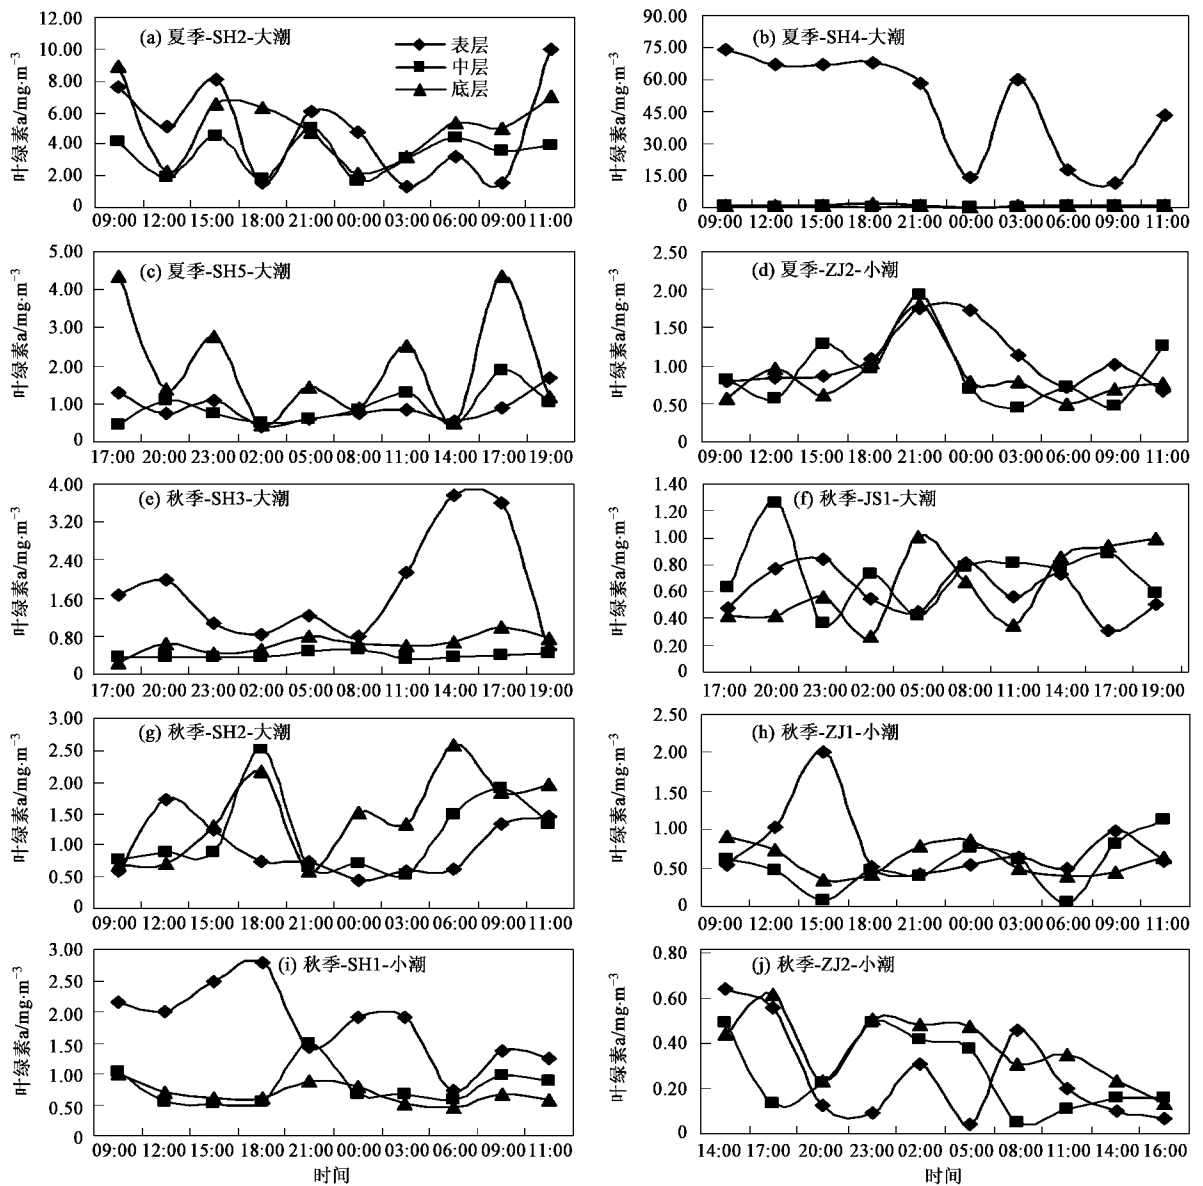 (a) 夏季-SH2-大潮
表层
中层
底层
叶绿素a/mg·m⁻³
12.00
10.00
8.00
6.00
4.00
2.00
0
09:00 12:00 15:00 18:00 21:00 00:00 03:00 06:00 09:00 11:00
(b) 夏季-SH4-大潮
叶绿素a/mg·m⁻³
90.00
75.00
60.00
45.00
30.00
15.00
0
09:00 12:00 15:00 18:00 21:00 00:00 03:00 06:00 09:00 11:00
(c) 夏季-SH5-大潮
叶绿素a/mg·m⁻³
5.00
4.00
3.00
2.00
1.00
0
17:00 20:00 23:00 02:00 05:00 08:00 11:00 14:00 17:00 19:00
(d) 夏季-ZJ2-小潮
叶绿素a/mg·m⁻³
2.50
2.00
1.50
1.00
0.50
0
09:00 12:00 15:00 18:00 21:00 00:00 03:00 06:00 09:00 11:00
(e) 秋季-SH3-大潮
叶绿素a/mg·m⁻³
4.00
3.20
2.40
1.60
0.80
0
17:00 20:00 23:00 02:00 05:00 08:00 11:00 14:00 17:00 19:00
(f) 秋季-JS1-大潮
叶绿素a/mg·m⁻³
1.40
1.20
1.00
0.80
0.60
0.40
0.20
0
17:00 20:00 23:00 02:00 05:00 08:00 11:00 14:00 17:00 19:00
(g) 秋季-SH2-大潮
叶绿素a/mg·m⁻³
3.00
2.50
2.00
1.50
1.00
0.50
0
09:00 12:00 15:00 18:00 21:00 00:00 03:00 06:00 09:00 11:00
(h) 秋季-ZJ1-小潮
叶绿素a/mg·m⁻³
2.50
2.00
1.50
1.00
0.50
0
09:00 12:00 15:00 18:00 21:00 00:00 03:00 06:00 09:00 11:00
(i) 秋季-SH1-小潮
叶绿素a/mg·m⁻³
3.00
2.50
2.00
1.50
1.00
0.50
0
09:00 12:00 15:00 18:00 21:00 00:00 03:00 06:00 09:00 11:00
时间
(j) 秋季-ZJ2-小潮
叶绿素a/mg·m⁻³
0.80
0.60
0.40
0.20
0
14:00 17:00 20:00 23:00 02:00 05:00 08:00 11:00 14:00 16:00
时间